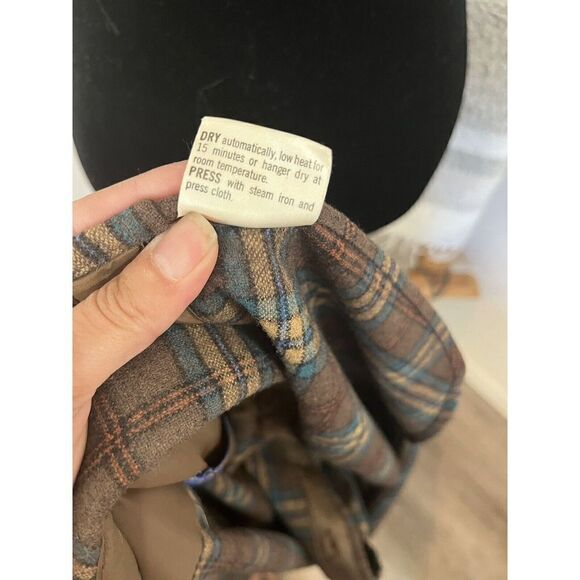 DRY automatically, low heat for
15 minutes or hanger dry at
room temperature.
PRESS with steam iron and
press cloth.